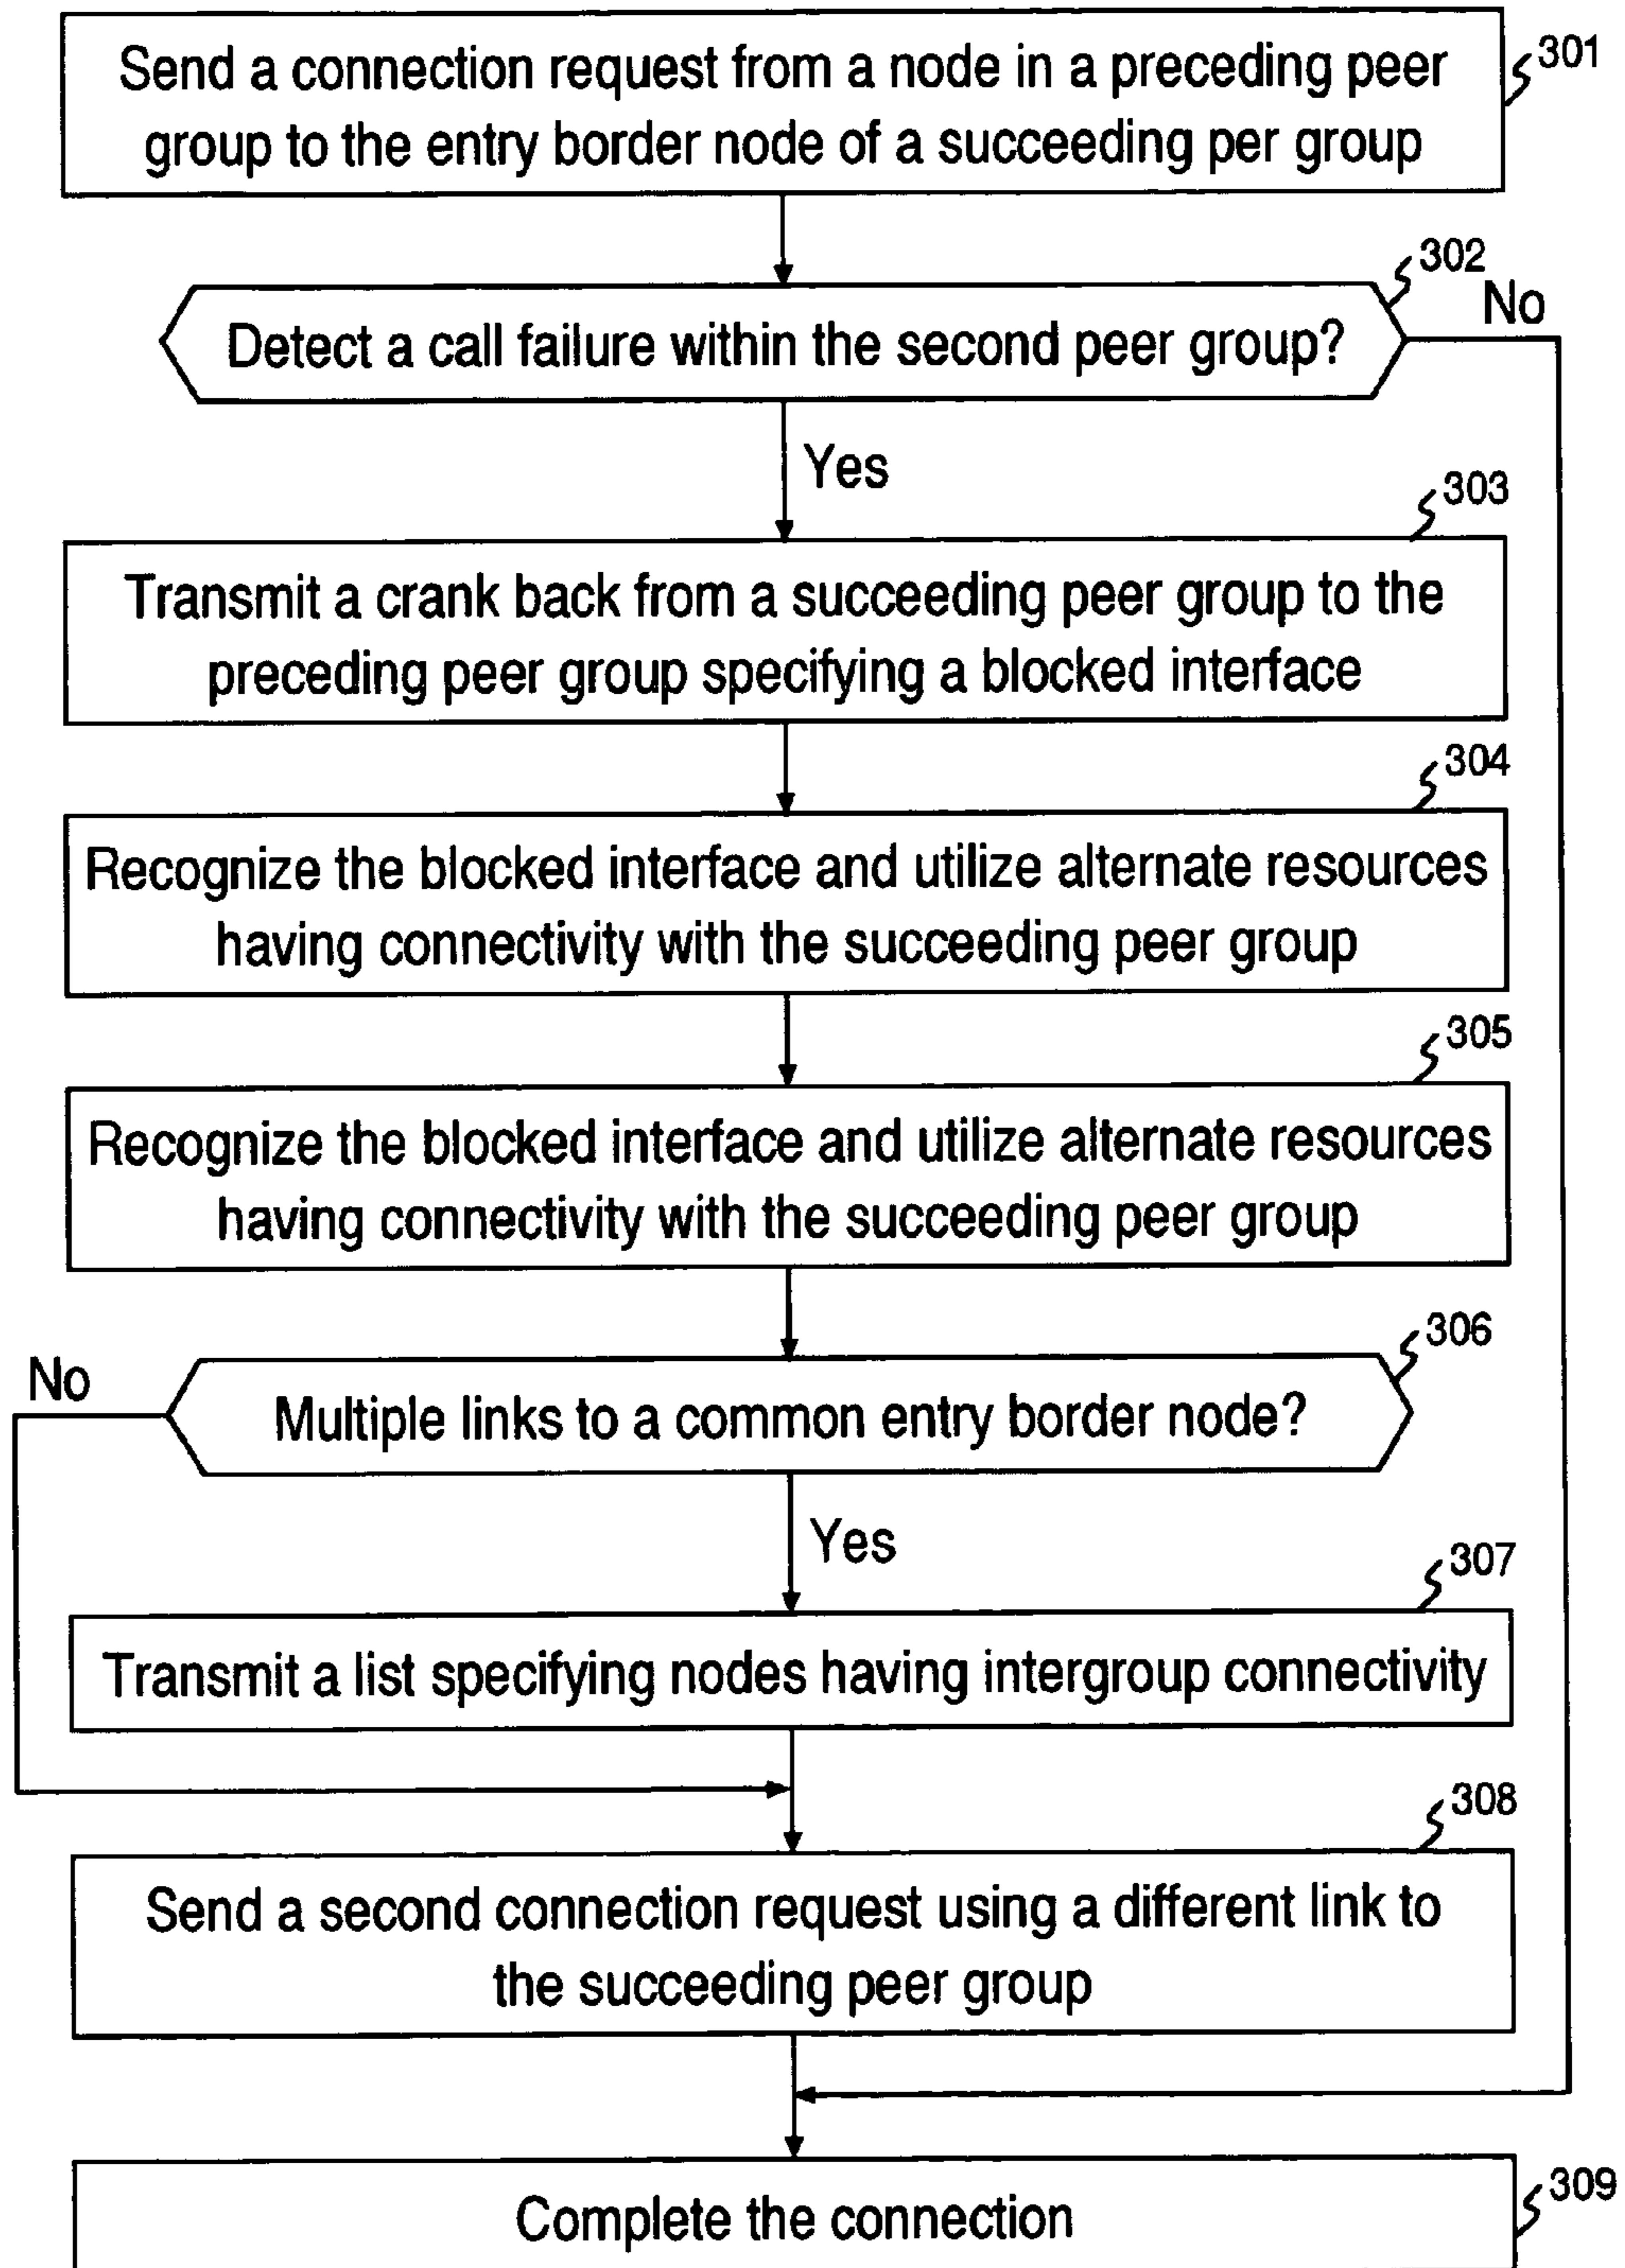 Send a connection request from a node in a preceding peer
group to the entry border node of a succeeding per group
301
302
No
Detect a call failure within the second peer group?
Yes
303
Transmit a crank back from a succeeding peer group to the
preceding peer group specifying a blocked interface
304
Recognize the blocked interface and utilize alternate resources
having connectivity with the succeeding peer group
305
Recognize the blocked interface and utilize alternate resources
having connectivity with the succeeding peer group
306
No
Multiple links to a common entry border node?
Yes
307
Transmit a list specifying nodes having intergroup connectivity
308
Send a second connection request using a different link to
the succeeding peer group
309
Complete the connection